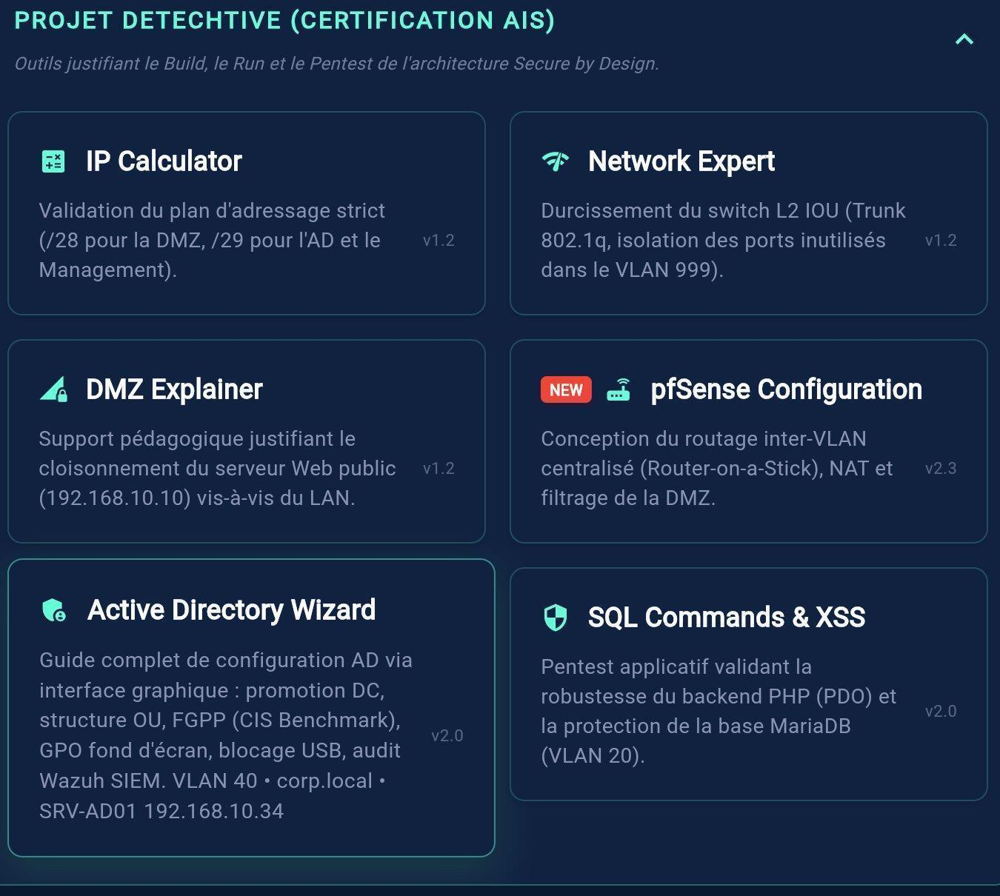 PROJET DETECHTIVE (CERTIFICATION AIS)
Outils justifiant le Build, le Run et le Pentest de l'architecture Secure by Design.
IP Calculator
Validation du plan d'adressage strict
(/28 pour la DMZ, /29 pour l'AD et le
Management).
v1.2
Network Expert
Durcissement du switch L2 IOU (Trunk
802.1q, isolation des ports inutilisés
dans le VLAN 999).
v1.2
DMZ Explainer
Support pédagogique justifiant le
cloisonnement du serveur Web public
(192.168.10.10) vis-à-vis du LAN.
v1.2
NEW pfSense Configuration
Conception du routage inter-VLAN
centralisé (Router-on-a-Stick), NAT et
filtrage de la DMZ.
v2.3
Active Directory Wizard
Guide complet de configuration AD via
interface graphique : promotion DC,
structure OU, FGPP (CIS Benchmark),
GPO fond d'écran, blocage USB, audit
Wazuh SIEM. VLAN 40 • corp.local •
SRV-AD01 192.168.10.34
v2.0
SQL Commands & XSS
Pentest applicatif validant la
robustesse du backend PHP (PDO) et
la protection de la base MariaDB
(VLAN 20).
v2.0